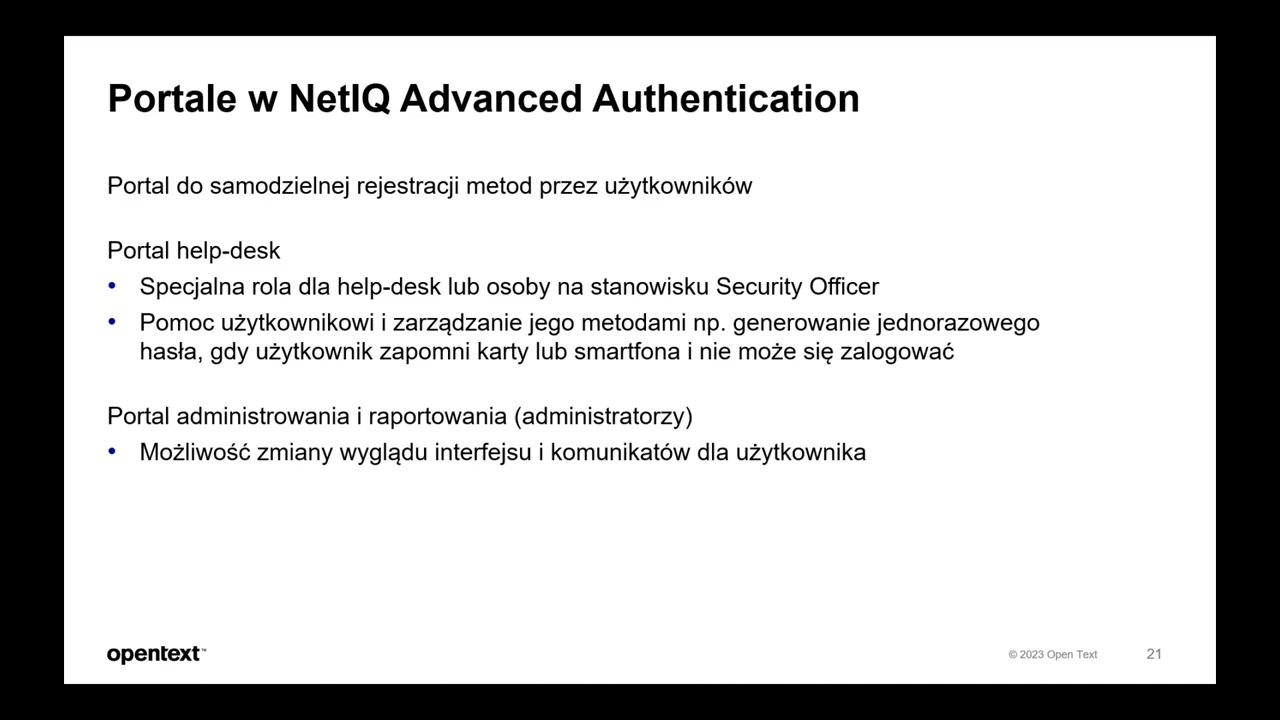 Portale w NetIQ Advanced Authentication
Portal do samodzielnej rejestracji metod przez użytkowników
Portal help-desk
• Specjalna rola dla help-desk lub osoby na stanowisku Security Officer
• Pomoc użytkownikowi i zarządzanie jego metodami np. generowanie jednorazowego
hasła, gdy użytkownik zapomni karty lub smartfona i nie może się zalogować
Portal administrowania i raportowania (administratorzy)
• Możliwość zmiany wyglądu interfejsu i komunikatów dla użytkownika
opentext™
© 2023 Open Text
21